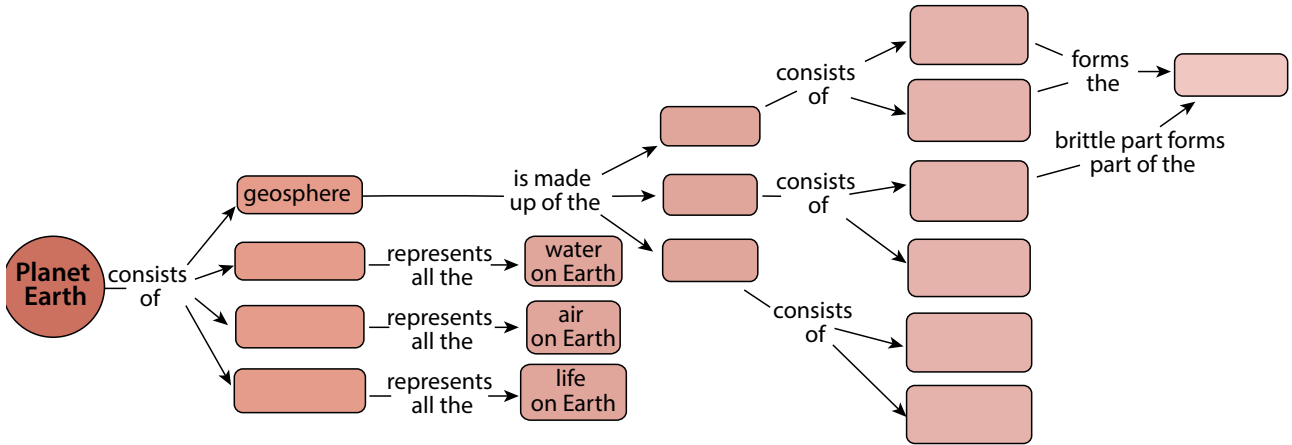 Planet
Earth
consists
of
geosphere
represents
all the
water
on Earth
represents
all the
air
on Earth
represents
all the
life
on Earth
is made
up of the
consists
of
consists
of
consists
of
forms
the
brittle part forms
part of the